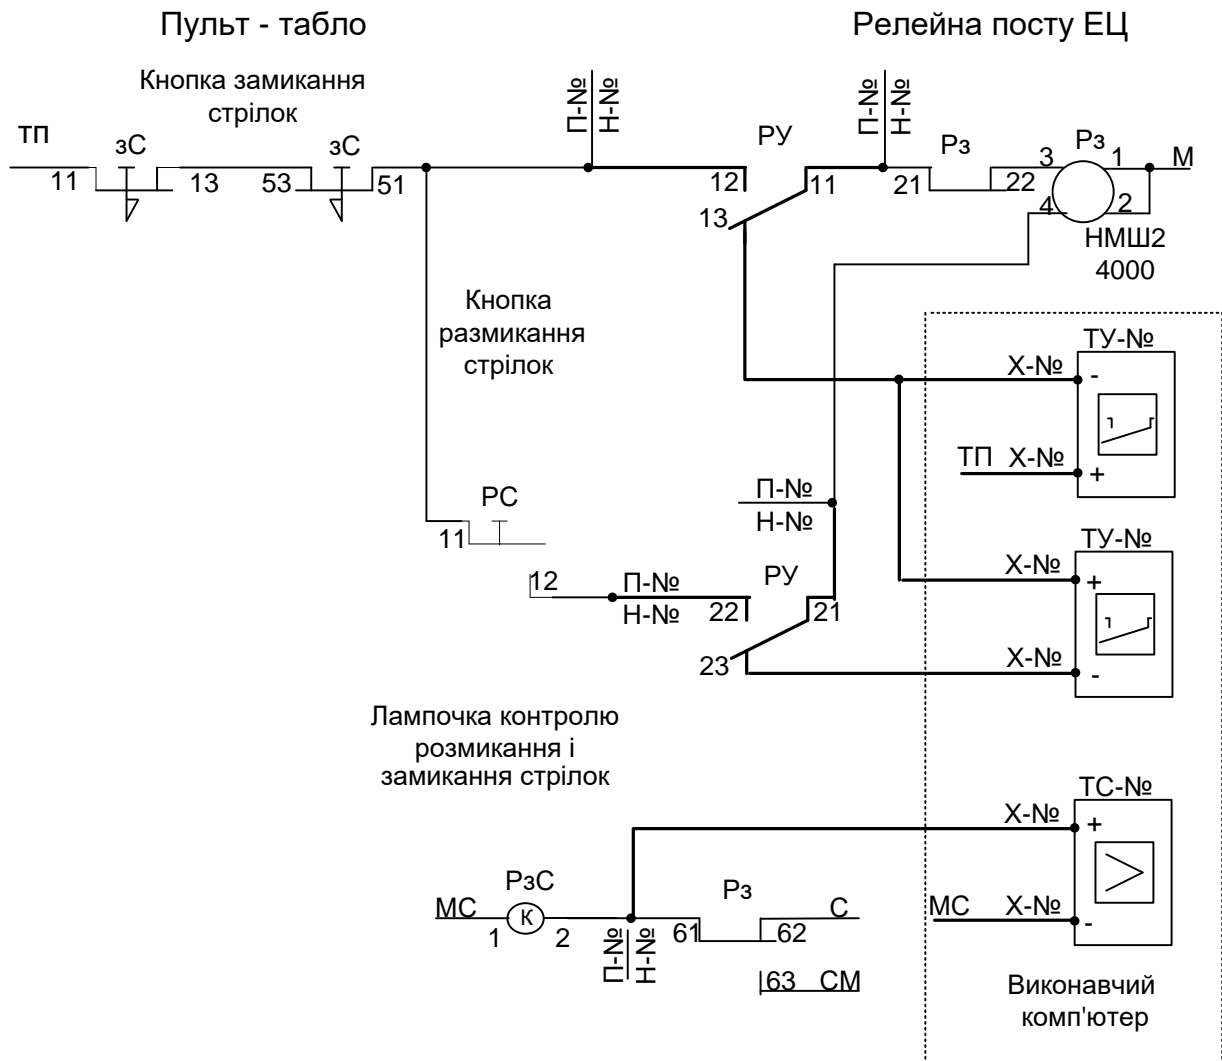 Пульт - табло
Релейна посту ЕЦ
Кнопка замикання
стрілок
П-№
Н-№
П-№
Н-№
тп
зС
зС
РУ
Рз
Рз
11
13
53
51
12
11
21
22
3
1
М
13
4
2
НМШ2
4000
Кнопка
размикання
стрілок
ТУ-№
Х-№
-
ТП
Х-№
+
РС
11
П-№
Н-№
ТУ-№
Х-№
+
12
П-№
Н-№
РУ
22
21
23
Х-№
-
Лампочка контролю
розмикання і
замикання стрілок
ТС-№
Х-№
+
РзС
Рз
МС
К
1
2
61
62
С
МС
Х-№
-
П-№
Н-№
63
СМ
Виконавчий
комп'ютер